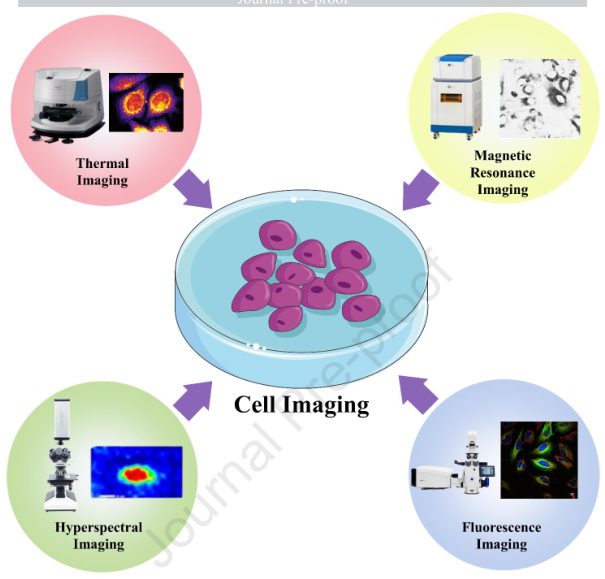 Journal Pre-proof
Thermal
Imaging
Magnetic
Resonance
Imaging
Cell Imaging
Hyperspectral
Imaging
Fluorescence
Imaging
Journal Pre-proof